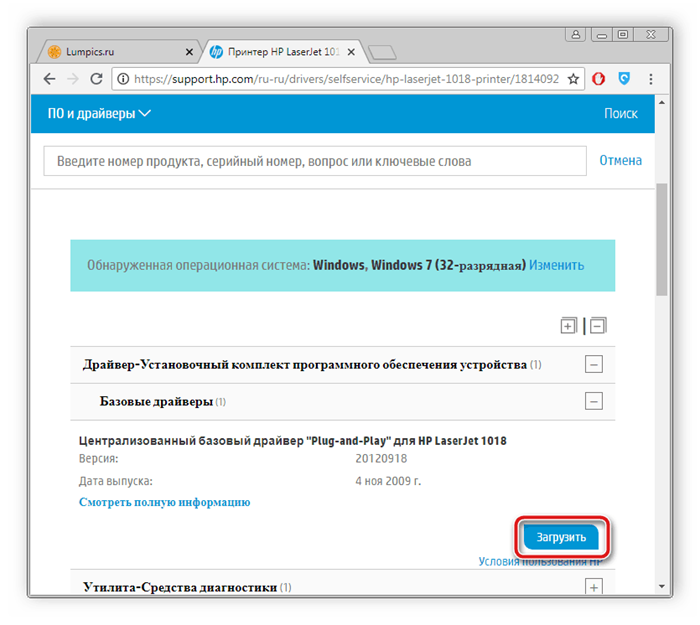 Lumpics.ru
Принтер HP LaserJet 101
https://support.hp.com/ru-ru/drivers/selfservice/hp-laserjet-1018-printer/1814092
ПО и драйверы
Поиск
Введите номер продукта, серийный номер, вопрос или ключевые слова
Отмена
Обнаруженная операционная система: Windows, Windows 7 (32-разрядная) Изменить
Драйвер-Установочный комплект программного обеспечения устройства (1)
Базовые драйверы (1)
Централизованный базовый драйвер "Plug-and-Play" для HP LaserJet 1018
Версия: 20120918
Дата выпуска: 4 ноя 2009 г.
Смотреть полную информацию
Загрузить
Условия пользования HP
Утилита-Средства диагностики (1)